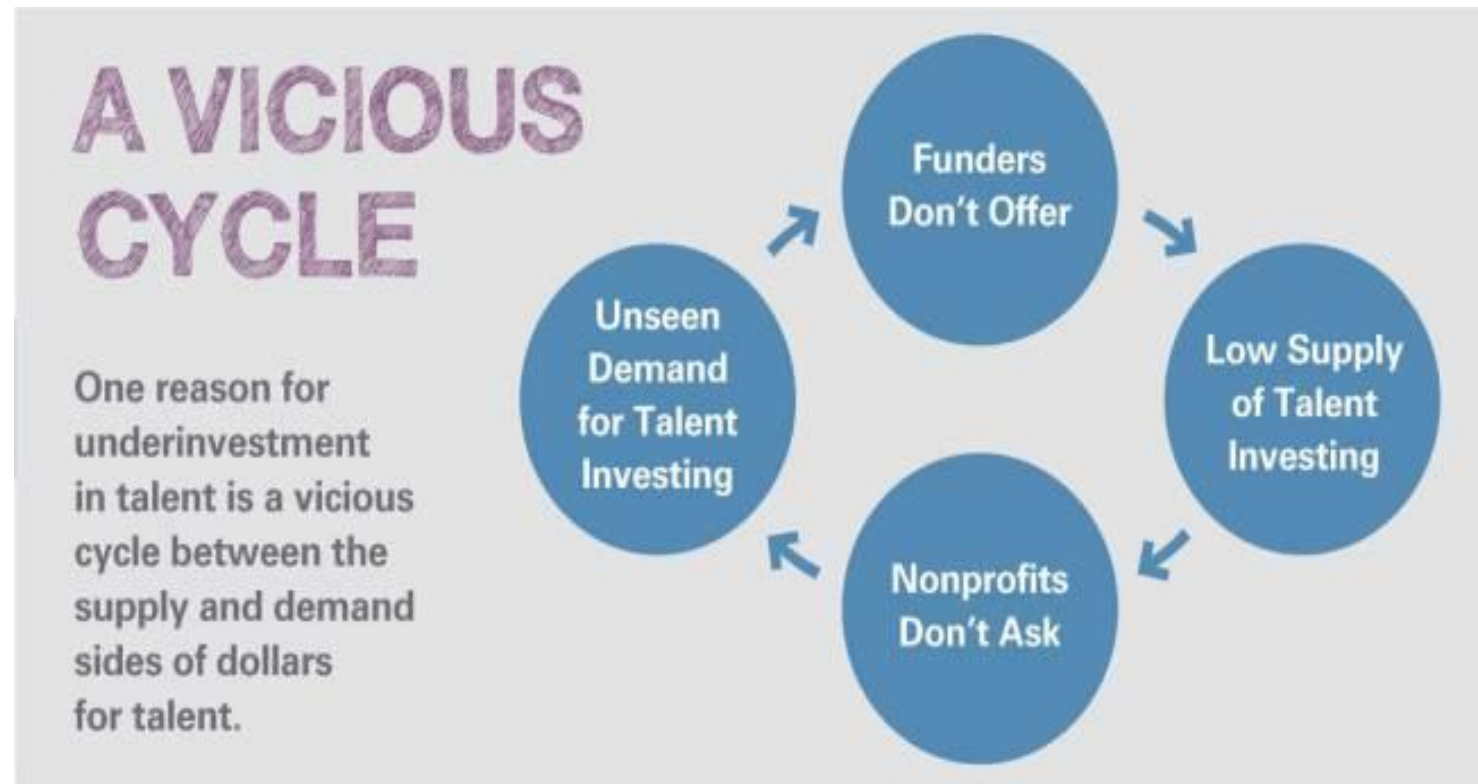 A VICIOUS
CYCLE
One reason for
underinvestment
in talent is a vicious
cycle between the
supply and demand
sides of dollars
for talent.
Funders
Don’t Offer
Low Supply
of Talent
Investing
Nonprofits
Don’t Ask
Unseen
Demand
for Talent
Investing